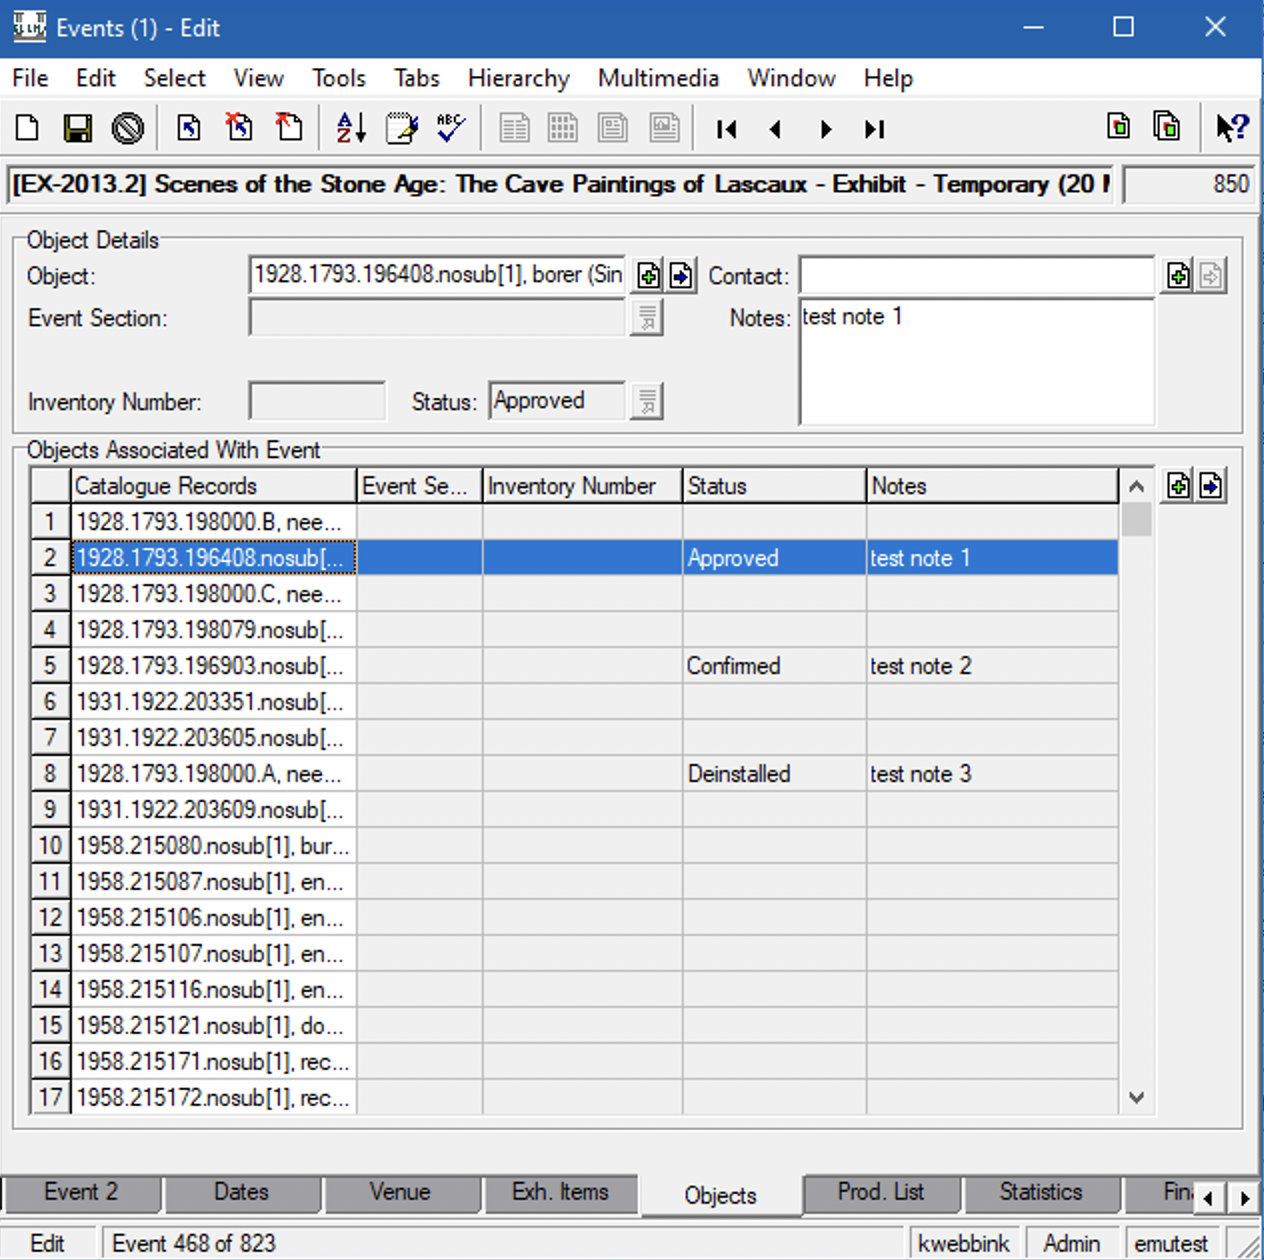 Events (1) - Edit
File Edit Select View Tools Tabs Hierarchy Multimedia Window Help
[EX-2013.2] Scenes of the Stone Age: The Cave Paintings of Lascaux - Exhibit - Temporary (20 850
Object Details
Object: 1928.1793.196408.nosub[1], borer (Sin Contact:
Event Section: Notes: test note 1
Inventory Number: Status: Approved
Objects Associated With Event
Catalogue Records Event Se... Inventory Number Status Notes
1 1928.1793.198000.B, nee...
2 1928.1793.196408.nosub[... Approved test note 1
3 1928.1793.198000.C, nee...
4 1928.1793.198079.nosub[...
5 1928.1793.196903.nosub[... Confirmed test note 2
6 1931.1922.203351.nosub[...
7 1931.1922.203605.nosub[...
8 1928.1793.198000.A, nee... Deinstalled test note 3
9 1931.1922.203609.nosub[...
10 1958.215080.nosub[1], bur...
11 1958.215087.nosub[1], en...
12 1958.215106.nosub[1], en...
13 1958.215107.nosub[1], en...
14 1958.215116.nosub[1], en...
15 1958.215121.nosub[1], do...
16 1958.215171.nosub[1], rec...
17 1958.215172.nosub[1], rec...
Event 2 Dates Venue Exh. Items Objects Prod. List Statistics Fin
Edit Event 468 of 823 kwebbink Admin emutest